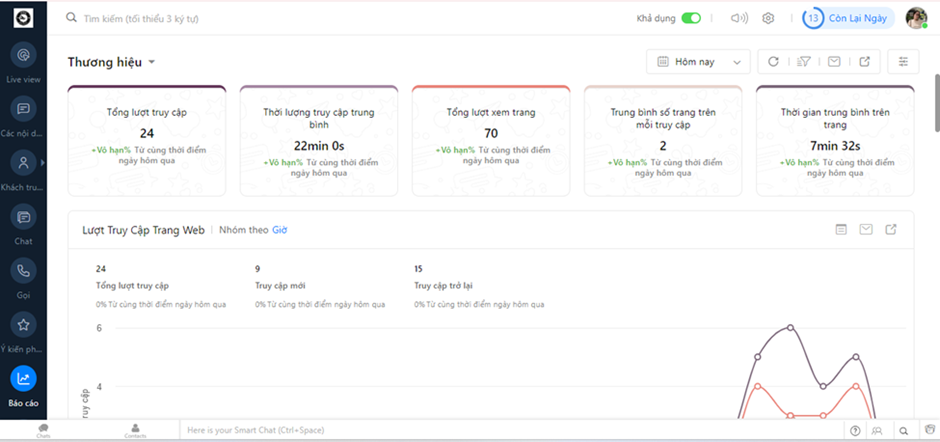 Tìm kiếm (tối thiểu 3 ký tự)
Khả dụng
13 Còn Lại Ngày
Live view
Các nội d...
Khách tru...
Chat
Gọi
Ý kiến ph...
Báo cáo
Thương hiệu
Hôm nay
Tổng lượt truy cập
24
+Vô hạn% Từ cùng thời điểm
ngày hôm qua
Thời lượng truy cập trung
bình
22min 0s
+Vô hạn% Từ cùng thời điểm
ngày hôm qua
Tổng lượt xem trang
70
+Vô hạn% Từ cùng thời điểm
ngày hôm qua
Trung bình số trang trên
mỗi truy cập
2
+Vô hạn% Từ cùng thời điểm
ngày hôm qua
Thời gian trung bình trên
trang
7min 32s
+Vô hạn% Từ cùng thời điểm
ngày hôm qua
Lượt Truy Cập Trang Web | Nhóm theo Giờ
24
Tổng lượt truy cập
0% Từ cùng thời điểm ngày hôm qua
9
Truy cập mới
0% Từ cùng thời điểm ngày hôm qua
15
Truy cập trở lại
0% Từ cùng thời điểm ngày hôm qua
6
4
ruy cập
Chats
Contacts
Here is your Smart Chat (Ctrl+Space)